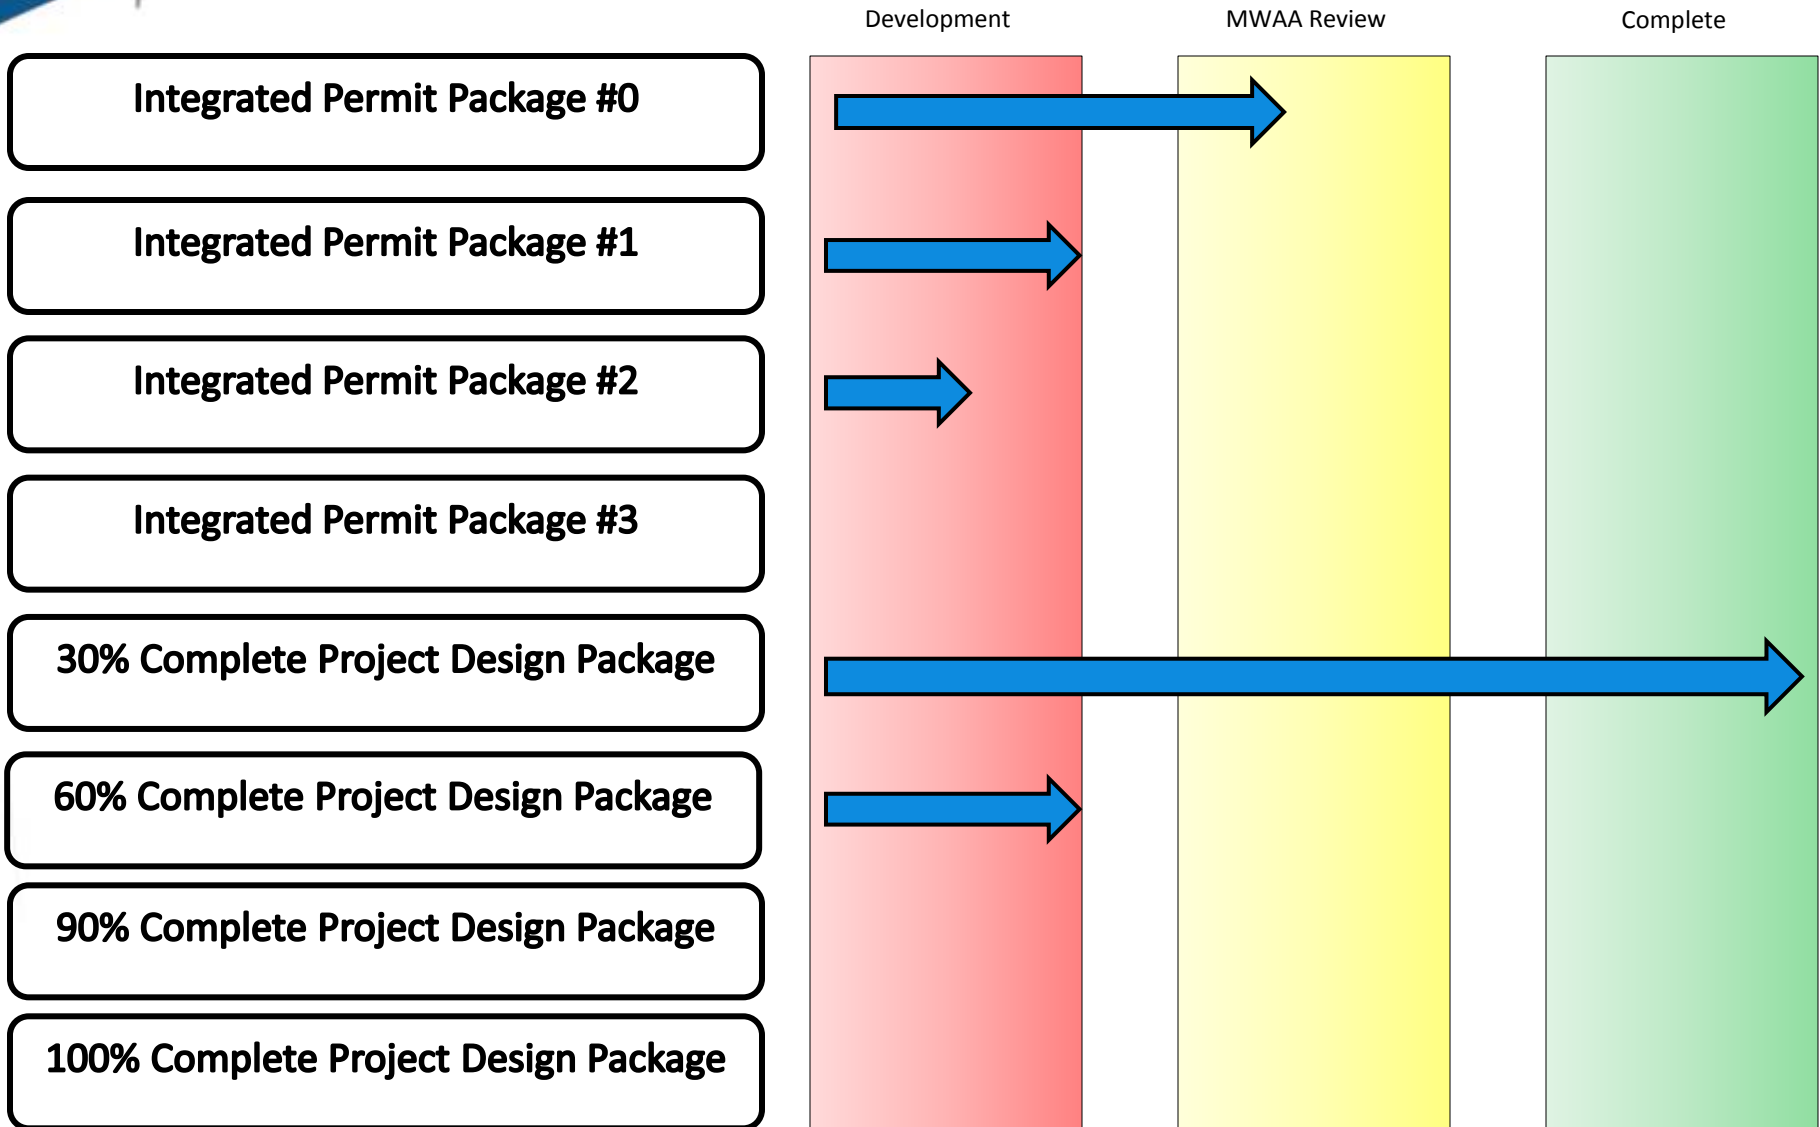 Development
MWAA Review
Complete
Integrated Permit Package #0
Integrated Permit Package #1
Integrated Permit Package #2
Integrated Permit Package #3
30% Complete Project Design Package
60% Complete Project Design Package
90% Complete Project Design Package
100% Complete Project Design Package